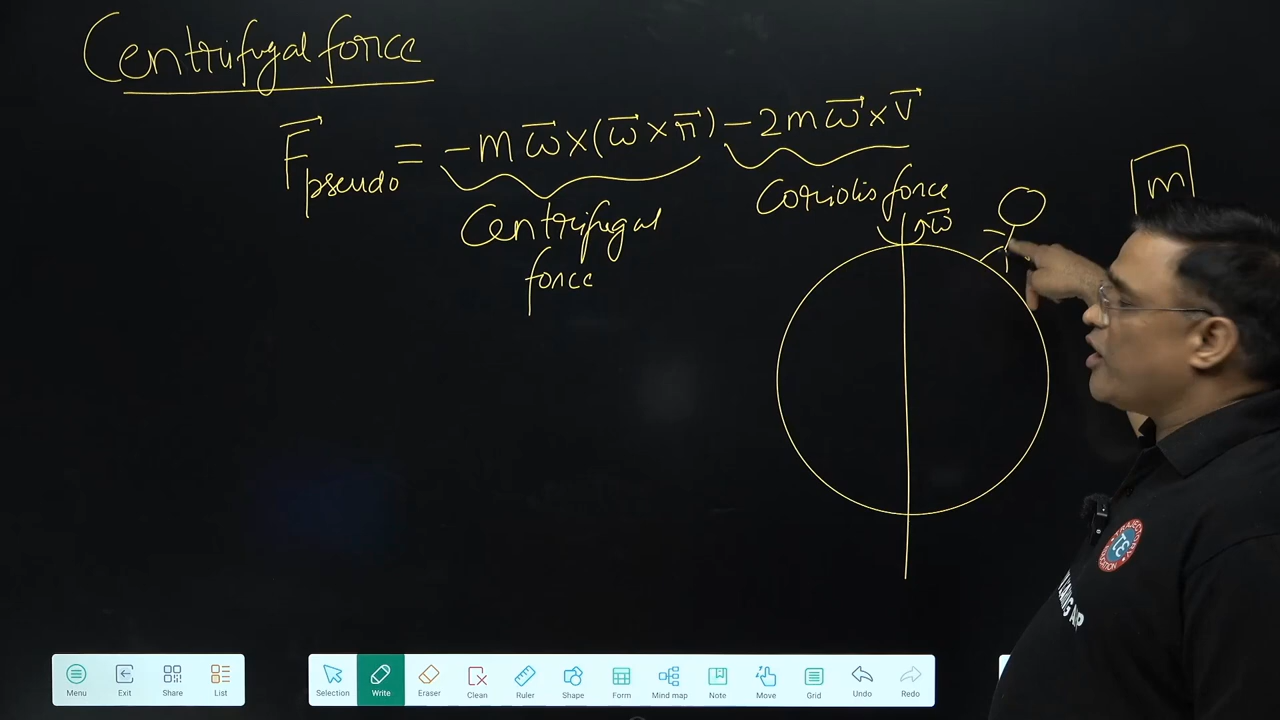 Centrifugal force
F⃗pseudo = -m ω⃗ × (ω⃗ × r⃗) - 2m ω⃗ × v⃗
Centrifugal force
Coriolis force
ω⃗
m
Menu
Exit
Share
List
Selection
Write
Eraser
Clean
Ruler
Shape
Form
Mind map
Note
Move
Grid
Undo
Redo